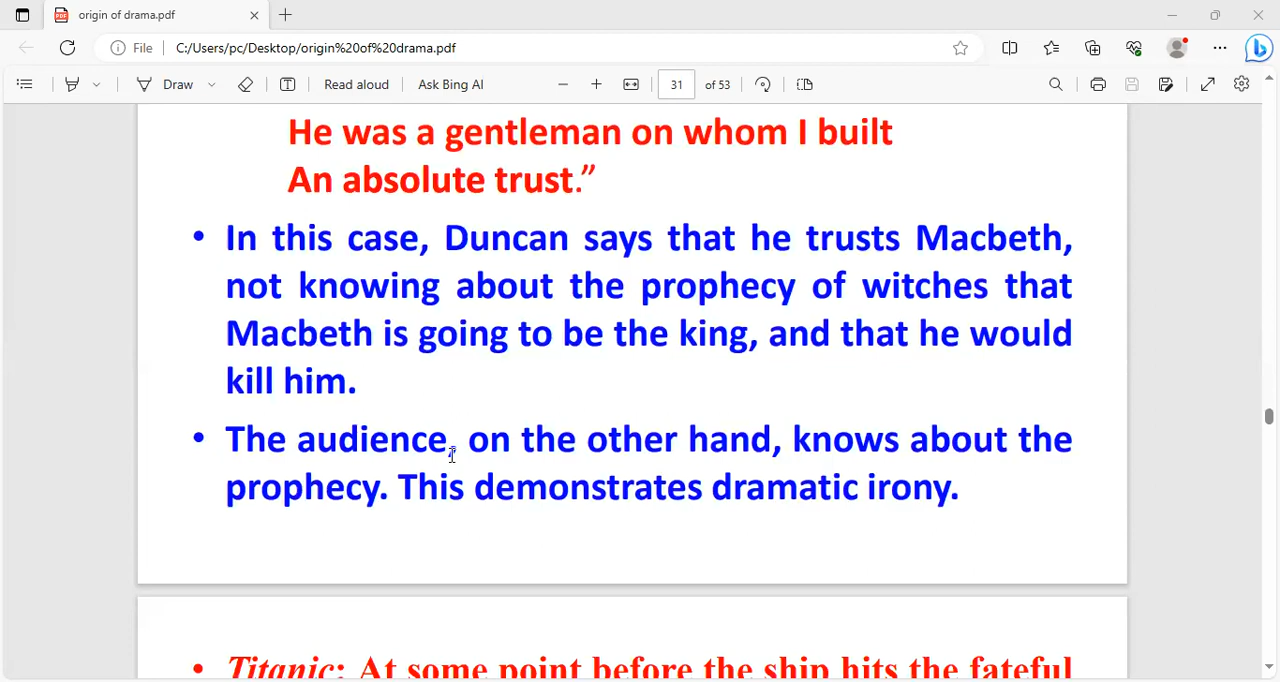 origin of drama.pdf
File
C:/Users/pc/Desktop/origin%20of%20drama.pdf
Draw
Read aloud
Ask Bing AI
31
of 53
He was a gentleman on whom I built
An absolute trust.”
• In this case, Duncan says that he trusts Macbeth,
not knowing about the prophecy of witches that
Macbeth is going to be the king, and that he would
kill him.
• The audience, on the other hand, knows about the
prophecy. This demonstrates dramatic irony.
• Titanic: At some point before the ship hits the fateful